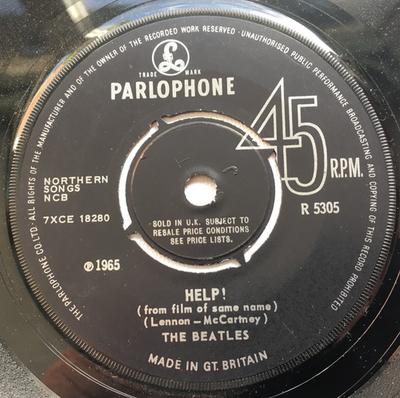 THE PARLOPHONE CO. LTD. ALL RIGHTS OF THE MANUFACTURER AND OF THE OWNER OF THE RECORDED WORK RESERVED · UNAUTHORISED PUBLIC PERFORMANCE BROADCASTING AND COPYING OF THIS RECORD PROHIBITED
TRADE MARK
PARLOPHONE
45
R.P.M.
NORTHERN
SONGS
NCB
7XCE 18280
R 5305
SOLD IN U.K. SUBJECT TO
RESALE PRICE CONDITIONS
SEE PRICE LISTS.
℗1965
HELP!
(from film of same name)
(Lennon – McCartney)
THE BEATLES
MADE IN GT. BRITAIN